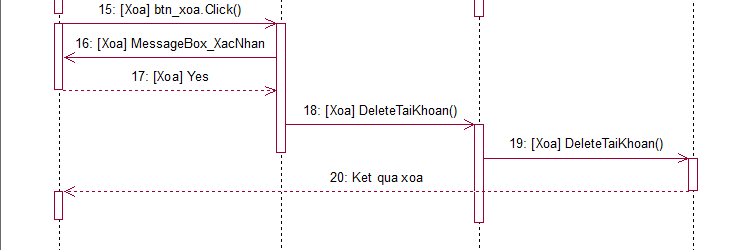 15: [Xoa] btn_xoa.Click()
16: [Xoa] MessageBox_XacNhan
17: [Xoa] Yes
18: [Xoa] DeleteTaiKhoan()
19: [Xoa] DeleteTaiKhoan()
20: Ket qua xoa